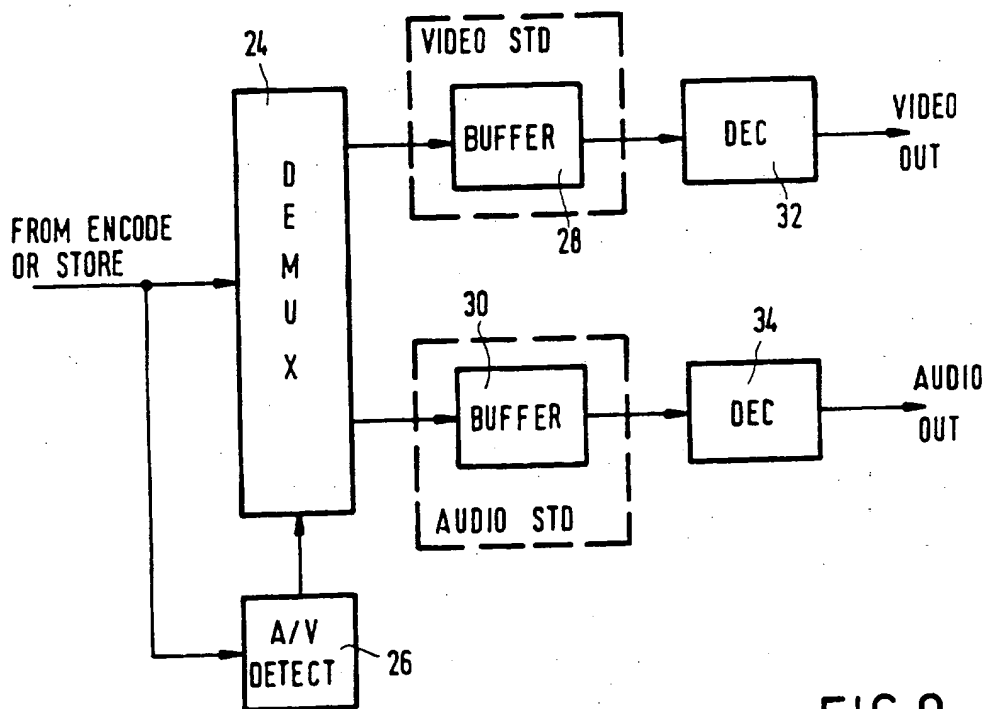 24
VIDEO STD
BUFFER
28
DEC
32
VIDEO
OUT
DEMUX
FROM ENCODE
OR STORE
30
BUFFER
AUDIO STD
34
DEC
AUDIO
OUT
A/V
DETECT
26